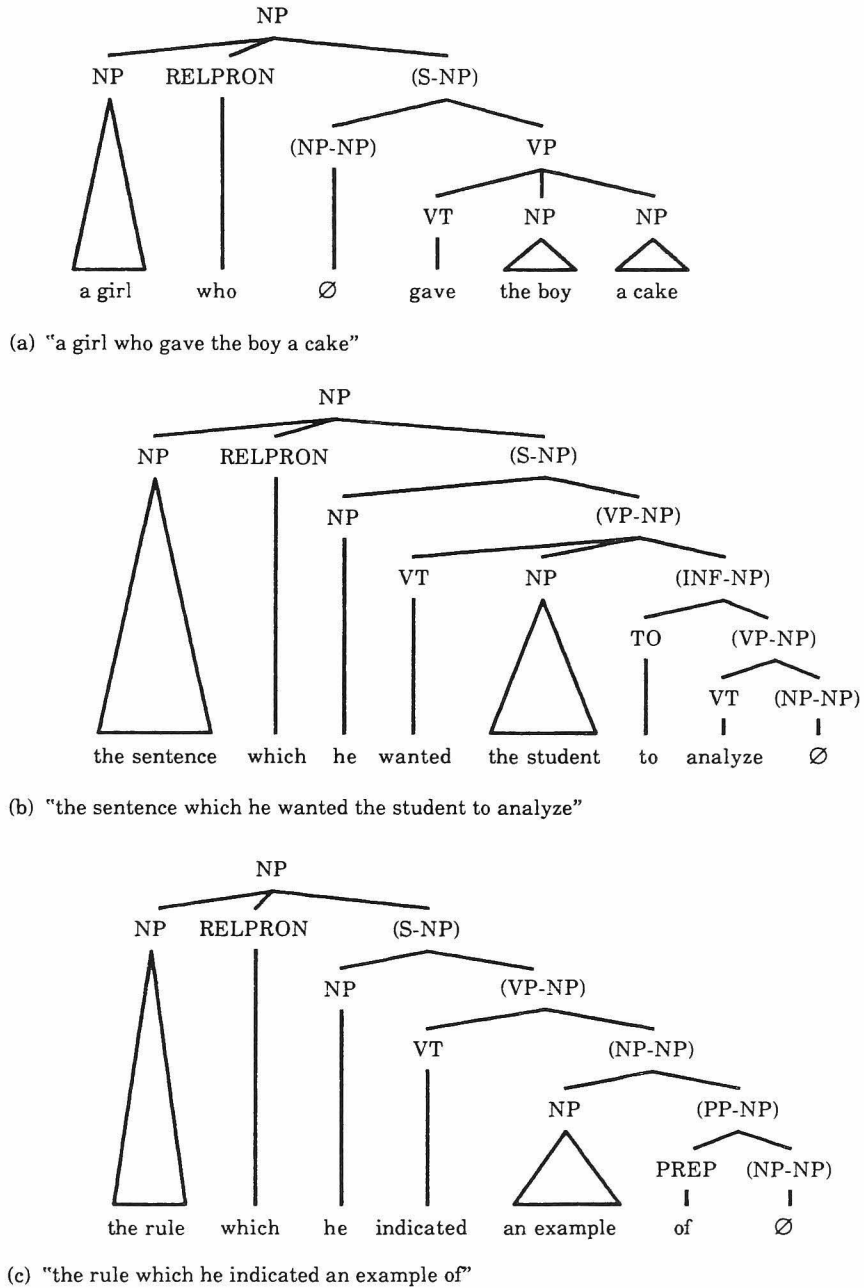 NP
NP RELPRON (S-NP)
(NP-NP) VP
VT NP NP
a girl who ∅ gave the boy a cake
(a) "a girl who gave the boy a cake"
NP
NP RELPRON (S-NP)
NP (VP-NP)
VT NP (INF-NP)
TO (VP-NP)
VT (NP-NP)
the sentence which he wanted the student to analyze ∅
(b) "the sentence which he wanted the student to analyze"
NP
NP RELPRON (S-NP)
NP (VP-NP)
VT (NP-NP)
NP (PP-NP)
PREP (NP-NP)
the rule which he indicated an example of ∅
(c) "the rule which he indicated an example of"